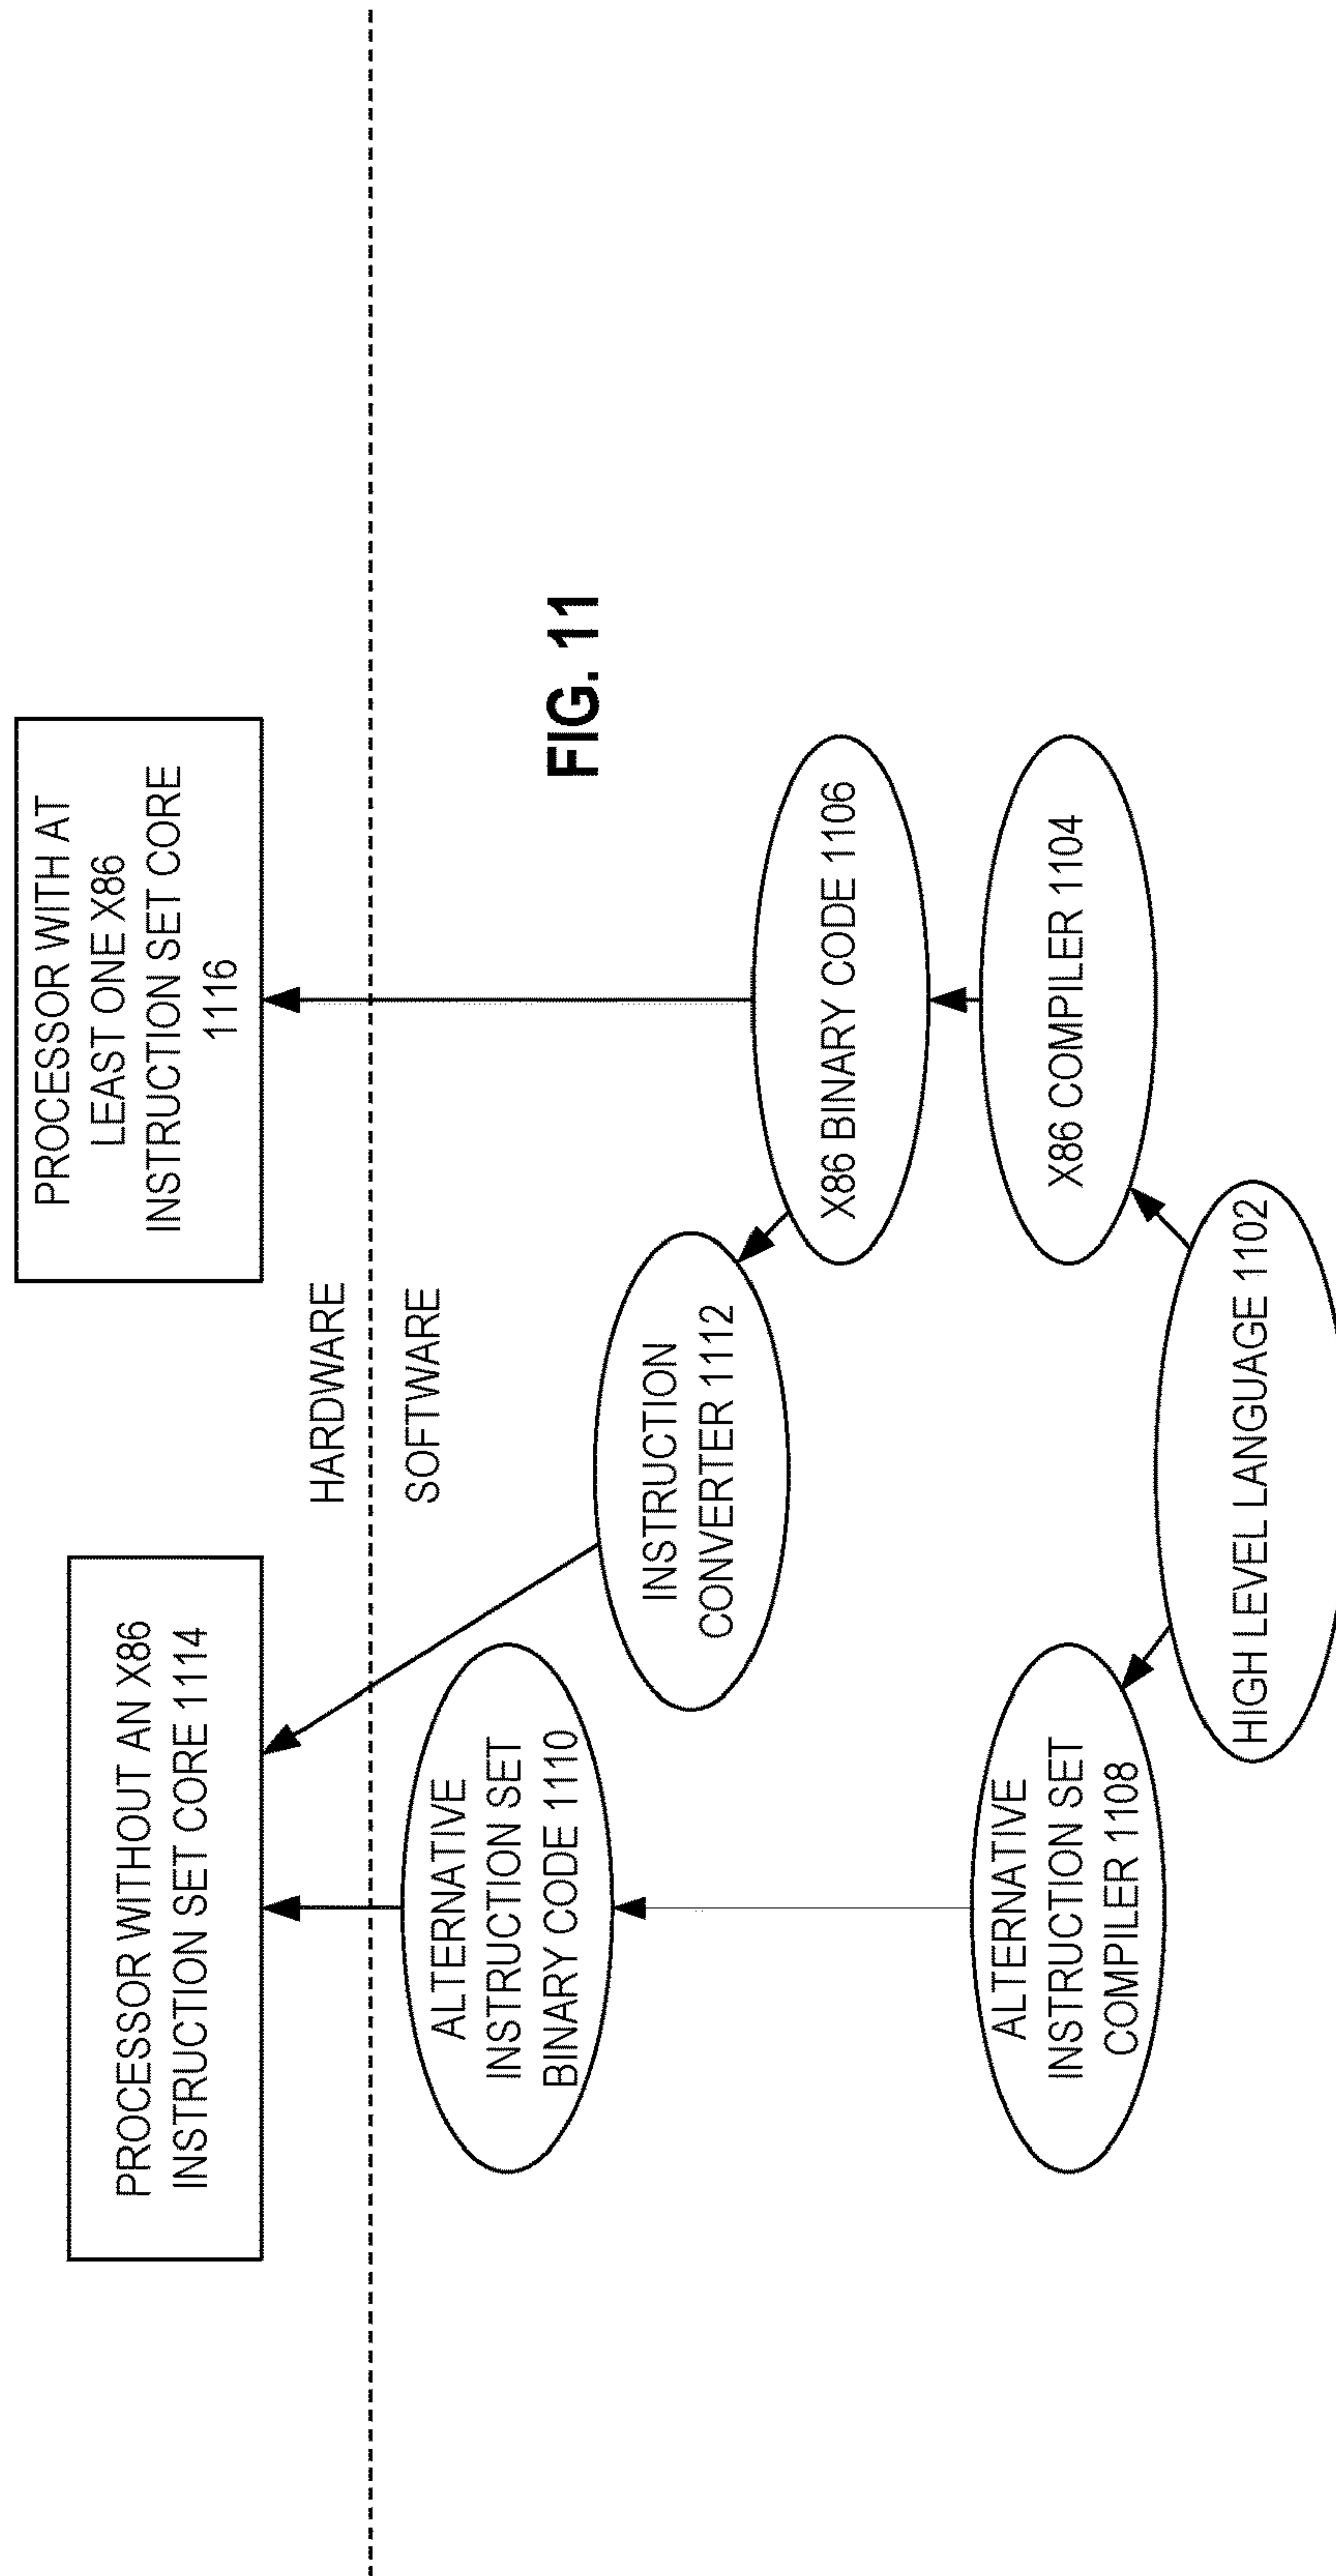 PROCESSOR WITHOUT AN X86
INSTRUCTION SET CORE 1114
PROCESSOR WITH AT
LEAST ONE X86
INSTRUCTION SET CORE
1116
HARDWARE
SOFTWARE
ALTERNATIVE
INSTRUCTION SET
BINARY CODE 1110
INSTRUCTION
CONVERTER 1112
FIG. 11
X86 BINARY CODE 1106
ALTERNATIVE
INSTRUCTION SET
COMPILER 1108
X86 COMPILER 1104
HIGH LEVEL LANGUAGE 1102